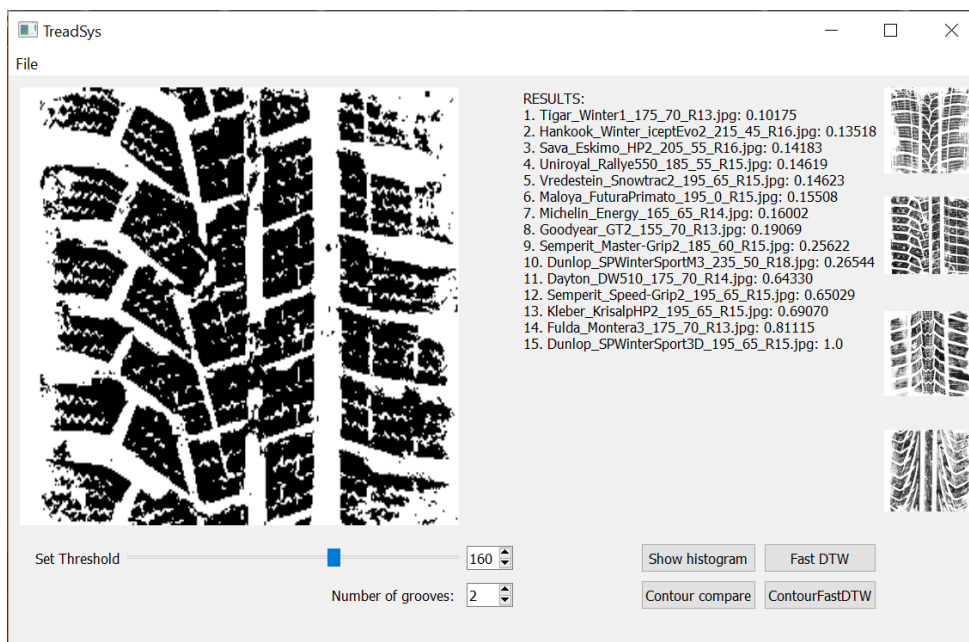 TreadSys
File
RESULTS:
1. Tigar_Winter1_175_70_R13.jpg: 0.10175
2. Hankook_Winter_iceptEvo2_215_45_R16.jpg: 0.13518
3. Sava_Eskimo_HP2_205_55_R16.jpg: 0.14183
4. Uniroyal_Rallye550_185_55_R15.jpg: 0.14619
5. Vredestein_Snowtrac2_195_65_R15.jpg: 0.14623
6. Maloya_FuturaPrimato_195_0_R15.jpg: 0.15508
7. Michelin_Energy_165_65_R14.jpg: 0.16002
8. Goodyear_GT2_155_70_R13.jpg: 0.19069
9. Semperit_Master-Grip2_185_60_R15.jpg: 0.25622
10. Dunlop_SPWinterSportM3_235_50_R18.jpg: 0.26544
11. Dayton_DW510_175_70_R14.jpg: 0.64330
12. Semperit_Speed-Grip2_195_65_R15.jpg: 0.65029
13. Kleber_KrisalpHP2_195_65_R15.jpg: 0.69070
14. Fulda_Montera3_175_70_R13.jpg: 0.81115
15. Dunlop_SPWinterSport3D_195_65_R15.jpg: 1.0
Set Threshold 160 Show histogram Fast DTW
Number of grooves: 2 Contour compare ContourFastDTW